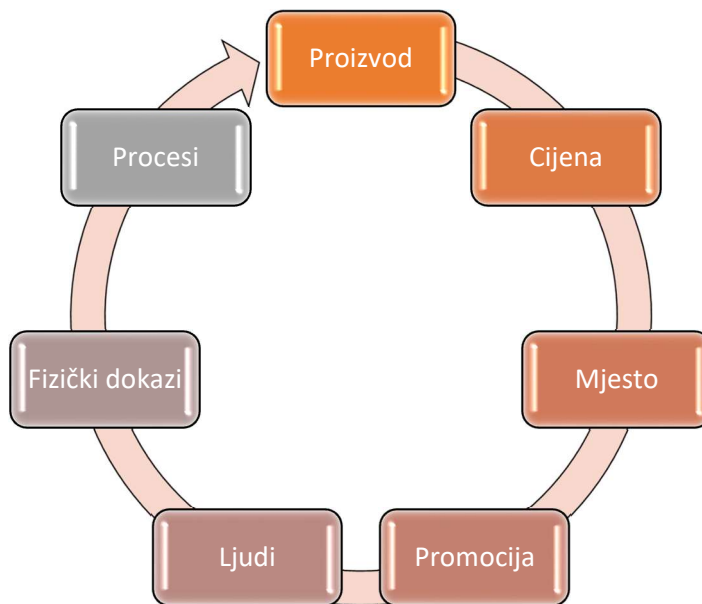 Proizvod
Cijena
Mjesto
Promocija
Ljudi
Fizički dokazi
Procesi